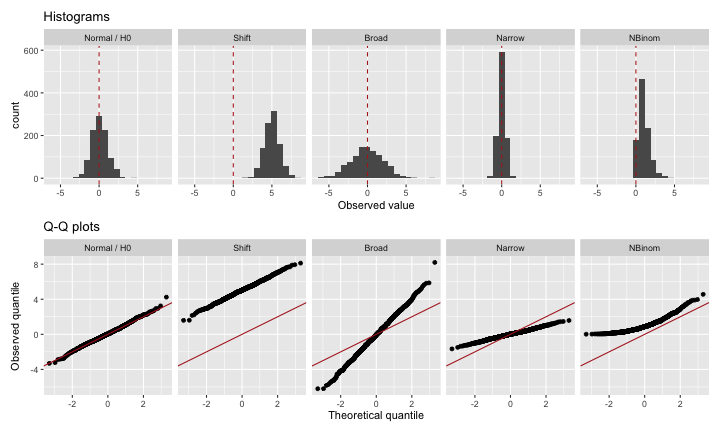 Histograms
Normal / H0 Shift Broad Narrow NBinom
600
400
200
0
count
-5 0 5 -5 0 5 -5 0 5 -5 0 5 -5 0 5
Observed value
Q-Q plots
Normal / H0 Shift Broad Narrow NBinom
8
4
0
-4
Observed quantile
-2 0 2 -2 0 2 -2 0 2 -2 0 2 -2 0 2
Theoretical quantile